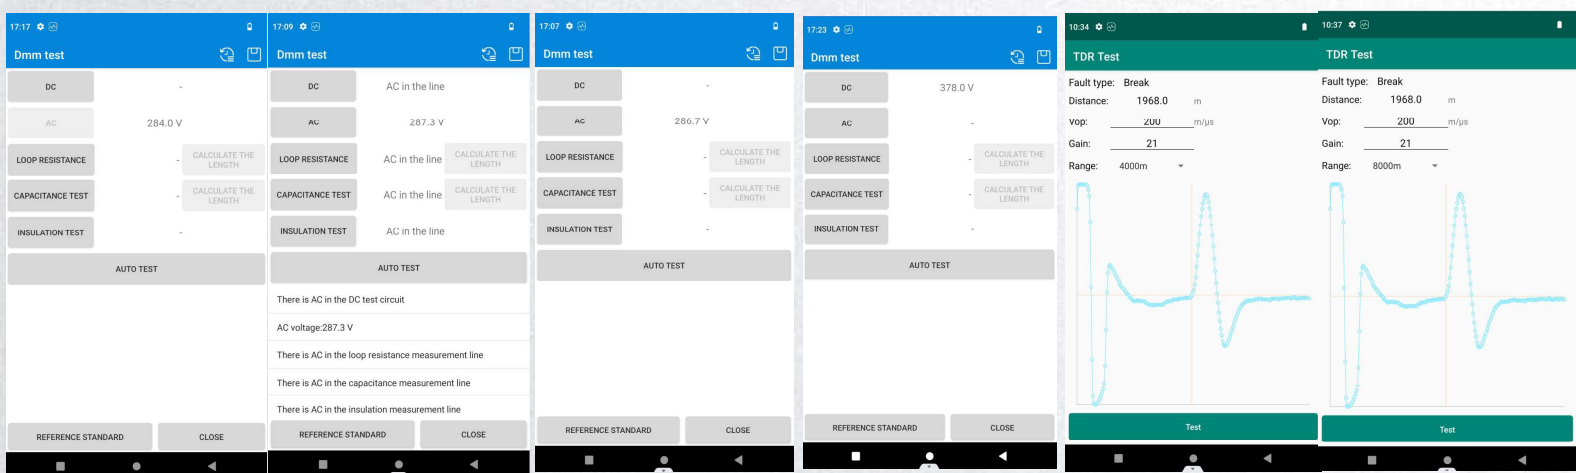 17:17
Dmm test
DC -
AC 284.0 V
LOOP RESISTANCE - CALCULATE THE LENGTH
CAPACITANCE TEST - CALCULATE THE LENGTH
INSULATION TEST -
AUTO TEST
REFERENCE STANDARD CLOSE
17:09
Dmm test
DC AC in the line
AC 287.3 V
LOOP RESISTANCE AC in the line CALCULATE THE LENGTH
CAPACITANCE TEST AC in the line CALCULATE THE LENGTH
INSULATION TEST AC in the line
AUTO TEST
There is AC in the DC test circuit
AC voltage:287.3 V
There is AC in the loop resistance measurement line
There is AC in the capacitance measurement line
There is AC in the insulation measurement line
REFERENCE STANDARD CLOSE
17:07
Dmm test
DC -
AC 286.7 V
LOOP RESISTANCE - CALCULATE THE LENGTH
CAPACITANCE TEST - CALCULATE THE LENGTH
INSULATION TEST -
AUTO TEST
REFERENCE STANDARD CLOSE
17:23
Dmm test
DC 378.0 V
AC -
LOOP RESISTANCE - CALCULATE THE LENGTH
CAPACITANCE TEST - CALCULATE THE LENGTH
INSULATION TEST -
AUTO TEST
REFERENCE STANDARD CLOSE
10:34
TDR Test
Fault type: Break
Distance: 1968.0 m
Vop: 200 m/µs
Gain: 21
Range: 4000m
Test
10:37
TDR Test
Fault type: Break
Distance: 1968.0 m
Vop: 200 m/µs
Gain: 21
Range: 8000m
Test